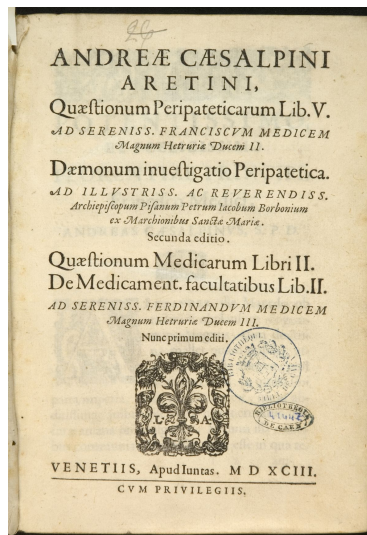 ANDREÆ CÆSALPINI
ARETINI,
Quæſtionum Peripateticarum Lib. V.
AD SERENISS. FRANCISCVM MEDICEM
Magnum Hetruriæ Ducem II.
Dæmonum inueſtigatio Peripatetica.
AD ILLVSTRISS. AC REVERENDISS.
Archiepiſcopum Piſanum Petrum Iacobum Borbonium
ex Marchionibus Sanctæ Mariæ.
Secunda editio.
Quæſtionum Medicarum Libri II.
De Medicament. facultatibus Lib. II.
AD SERENISS. FERDINANDVM MEDICEM
Magnum Hetruriæ Ducem III.
Nunc primum editi.
L A
BIBLIOTHEQUE
DE CAEN
VENETIIS, Apud Iuntas. M D XCIII.
CVM PRIVILEGIIS.